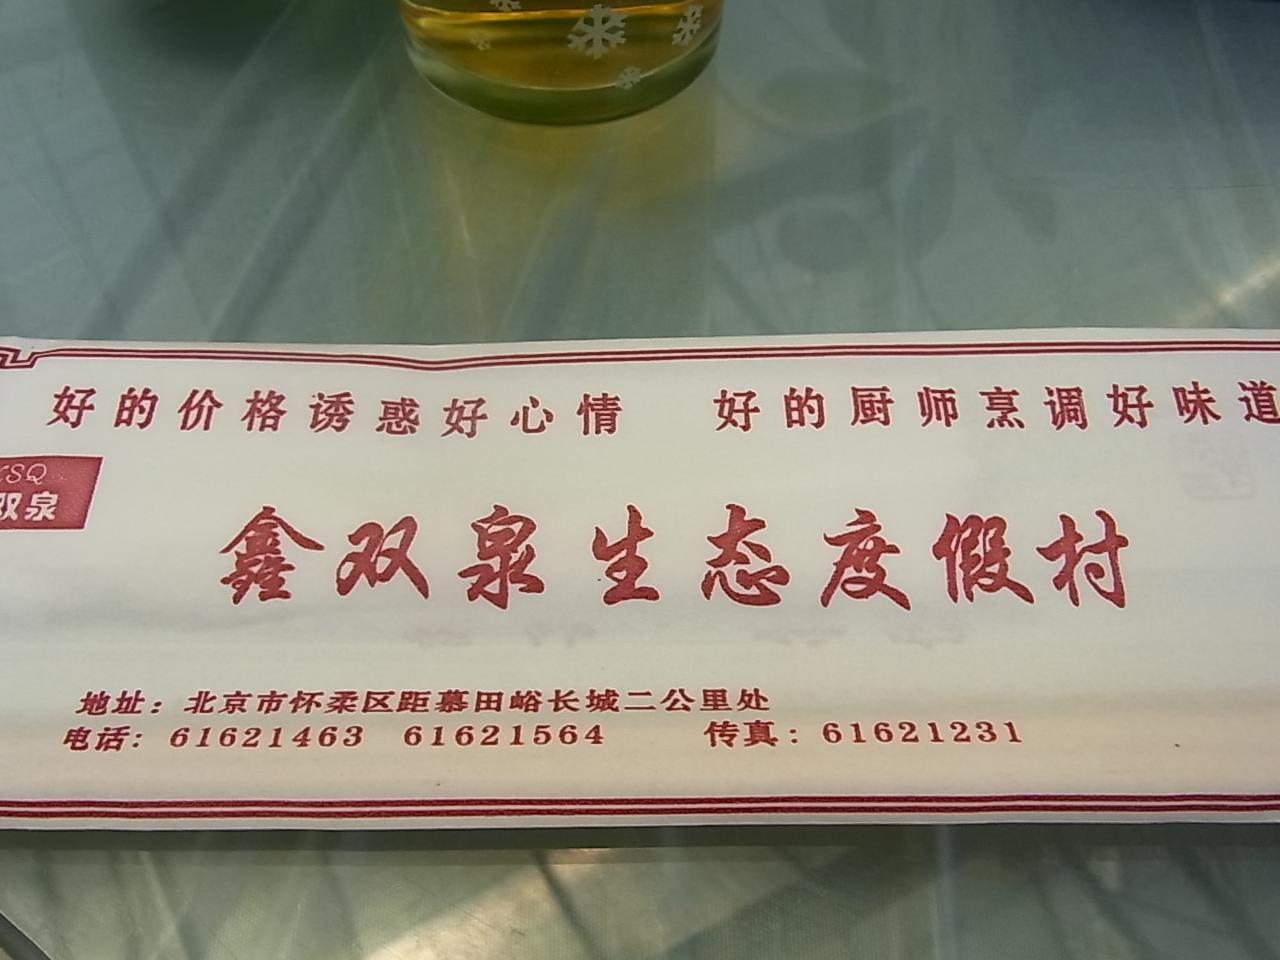 好的价格诱惑好心情 好的厨师烹调好味道
SQ
双泉
鑫双泉生态度假村
地址：北京市怀柔区距慕田峪长城二公里处
电话：61621463 61621564 传真：61621231